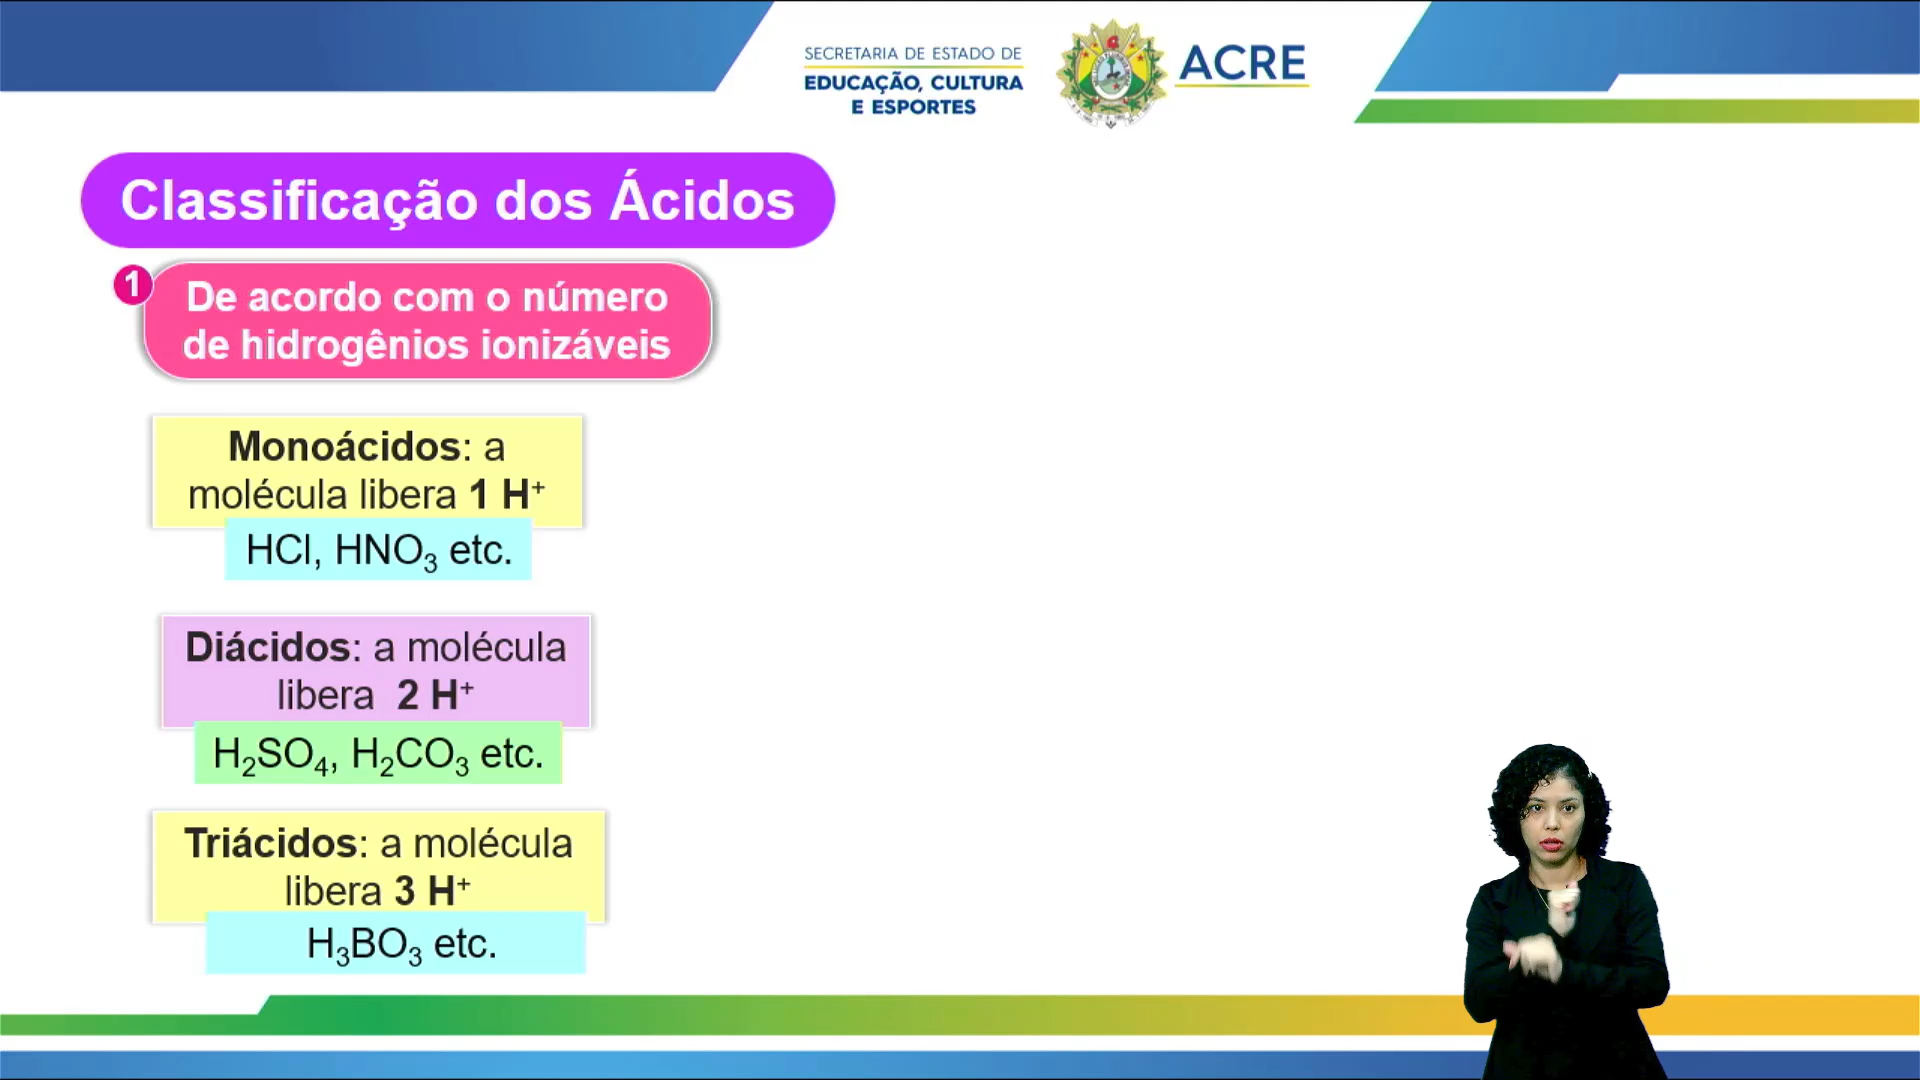 SECRETARIA DE ESTADO DE
EDUCAÇÃO, CULTURA
E ESPORTES
ACRE
Classificação dos Ácidos
1
De acordo com o número
de hidrogênios ionizáveis
Monoácidos: a
molécula libera 1 H⁺
HCl, HNO₃ etc.
Diácidos: a molécula
libera 2 H⁺
H₂SO₄, H₂CO₃ etc.
Triácidos: a molécula
libera 3 H⁺
H₃BO₃ etc.